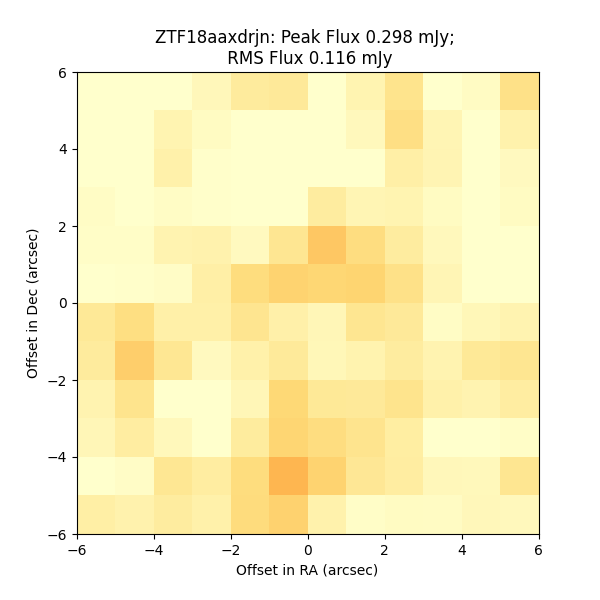 ZTF18aaxdrjn: Peak Flux 0.298 mJy;
RMS Flux 0.116 mJy
6
4
2
0
−2
−4
−6
Offset in Dec (arcsec)
−6 −4 −2 0 2 4 6
Offset in RA (arcsec)